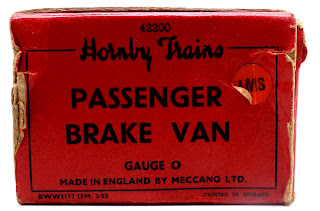 42200
Hornby Trains
LMS
PASSENGER
BRAKE VAN
GAUGE O
MADE IN ENGLAND BY MECCANO LTD.
PRINTED IN ENGLAND